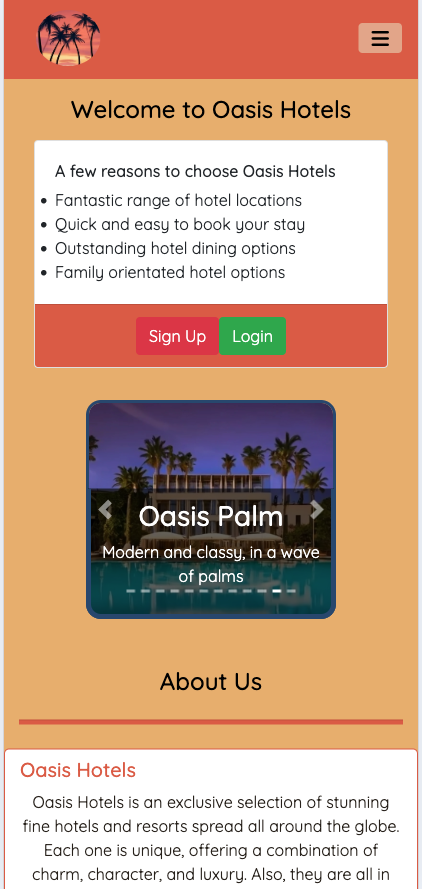 Welcome to Oasis Hotels
A few reasons to choose Oasis Hotels
Fantastic range of hotel locations
Quick and easy to book your stay
Outstanding hotel dining options
Family orientated hotel options
Sign Up
Login
Oasis Palm
Modern and classy, in a wave
of palms
About Us
Oasis Hotels
Oasis Hotels is an exclusive selection of stunning
fine hotels and resorts spread all around the globe.
Each one is unique, offering a combination of
charm, character, and luxury. Also, they are all in